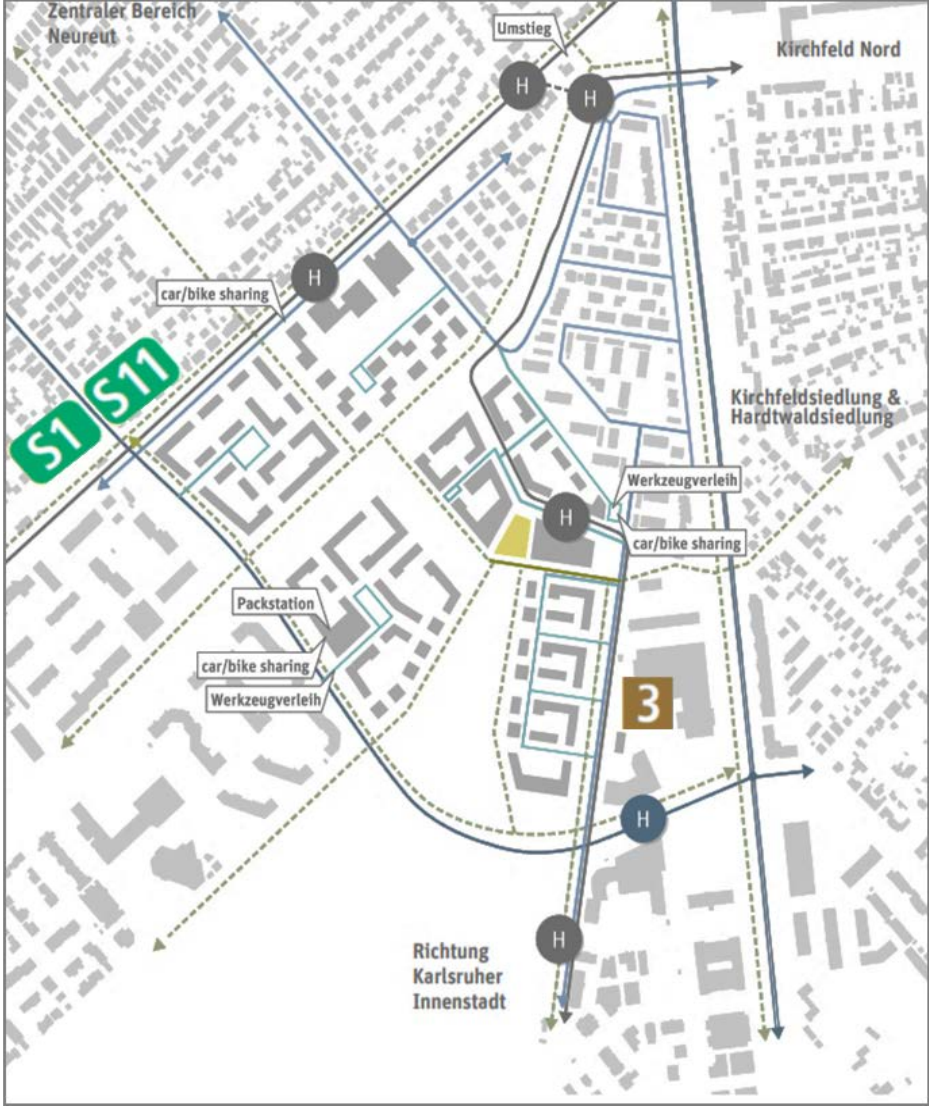 Zentraler Bereich
Neureut
Umstieg
Kirchfeld Nord
H
H
H
car/bike sharing
S11
S1
Kirchfeldsiedlung &
Hardtwaldsiedlung
Werkzeugverleih
H
car/bike sharing
Packstation
car/bike sharing
Werkzeugverleih
3
H
H
Richtung
Karlsruher
Innenstadt